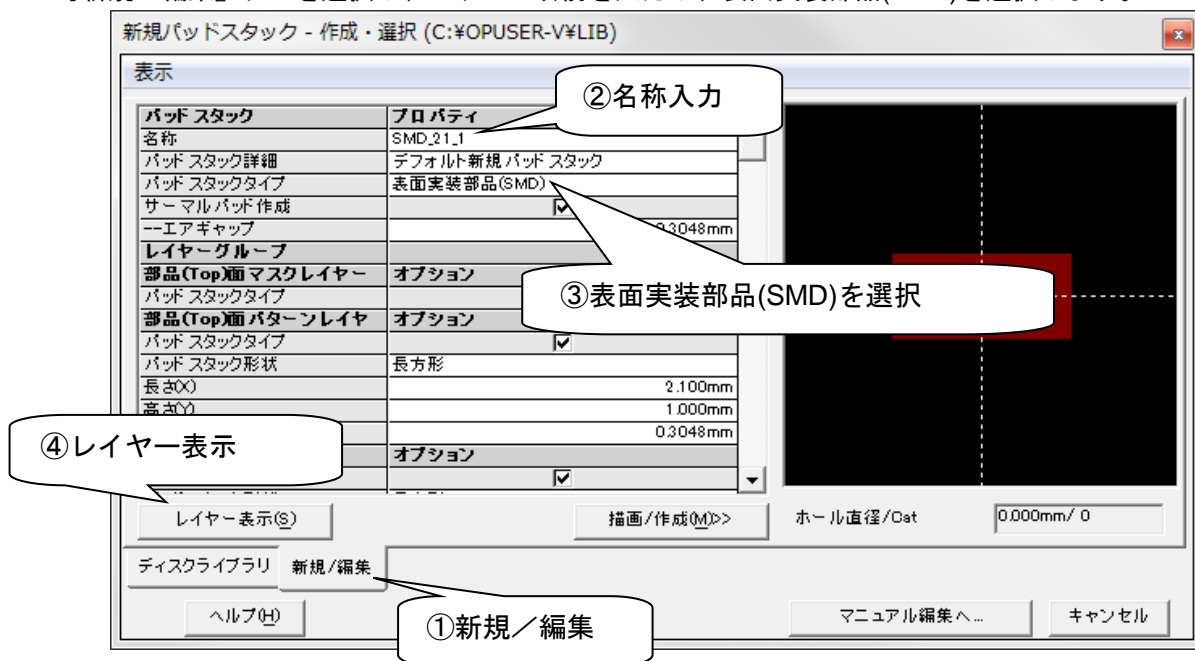 新規パッドスタック - 作成・選択 (C:¥OPUSER-V¥LIB)
表示
②名称入力
パッド スタック プロパティ
名称 SMD_21_1
パッド スタック詳細 デフォルト新規 パッド スタック
パッド スタックタイプ 表面実装部品(SMD)
サーマルパッド作成
--エアギャップ 0.3048mm
レイヤーグループ
部品(Top)面 マスクレイヤー オプション
③表面実装部品(SMD)を選択
パッド スタックタイプ
部品(Top)面 パターンレイヤ オプション
パッド スタックタイプ
パッド スタック形状 長方形
長さ(X) 2.100mm
高さ(Y) 1.000mm
0.3048mm
④レイヤー表示
オプション
レイヤー表示(S)
描画/作成(M)>>
ホール直径/Cat 0.000mm/ 0
ディスクライブラリ 新規/編集
ヘルプ(H)
①新規／編集
マニュアル編集へ...
キャンセル